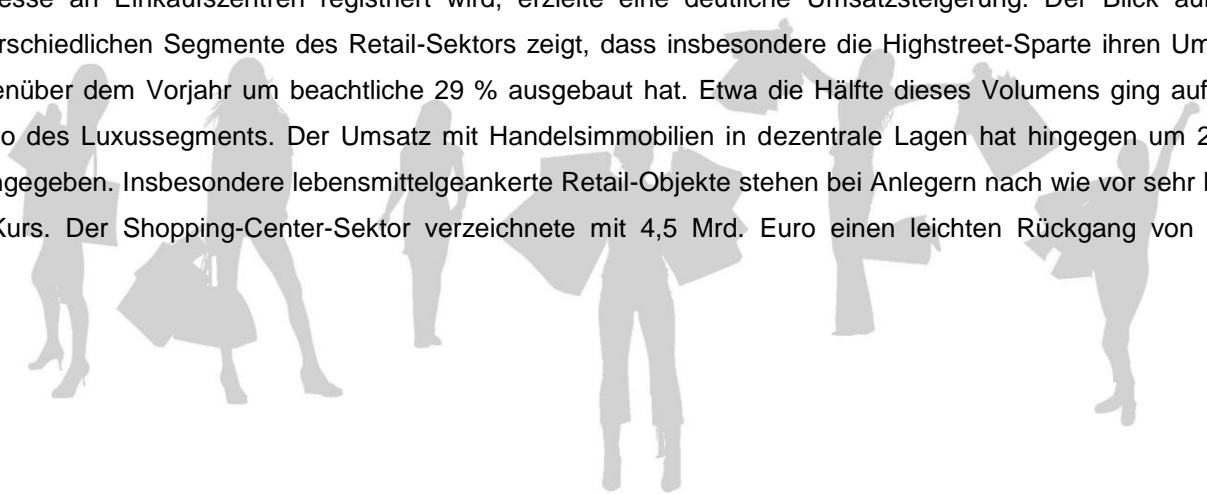 esse an Einkaufszentren registriert wird, erzielte eine deutliche Umsatzsteigerung. Der Blick auf
rschiedlichen Segmente des Retail-Sektors zeigt, dass insbesondere die Highstreet-Sparte ihren Um
enüber dem Vorjahr um beachtliche 29 % ausgebaut hat. Etwa die Hälfte dieses Volumens ging auf
o des Luxussegments. Der Umsatz mit Handelsimmobilien in dezentrale Lagen hat hingegen um 2
ngegeben. Insbesondere lebensmittelgeankerte Retail-Objekte stehen bei Anlegern nach wie vor sehr
Kurs. Der Shopping-Center-Sektor verzeichnete mit 4,5 Mrd. Euro einen leichten Rückgang von